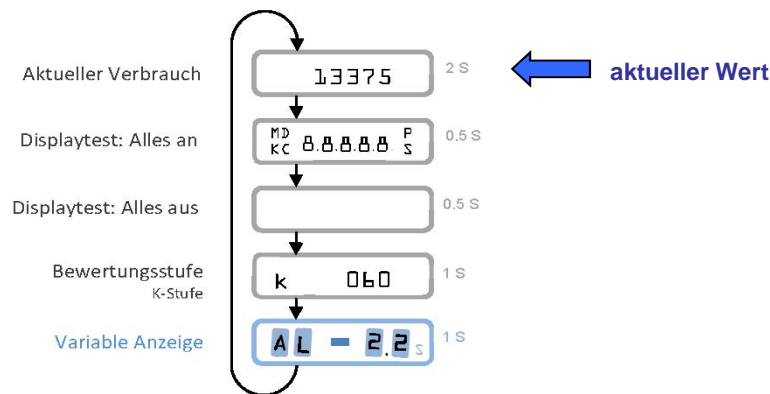 Aktueller Verbrauch 13375 2 S aktueller Wert
Displaytest: Alles an MD KC 8.8.8.8.8 P S 0.5 S
Displaytest: Alles aus 0.5 S
Bewertungsstufe
K-Stufe
k 060 1 S
Variable Anzeige AL - 2.2 S 1 S